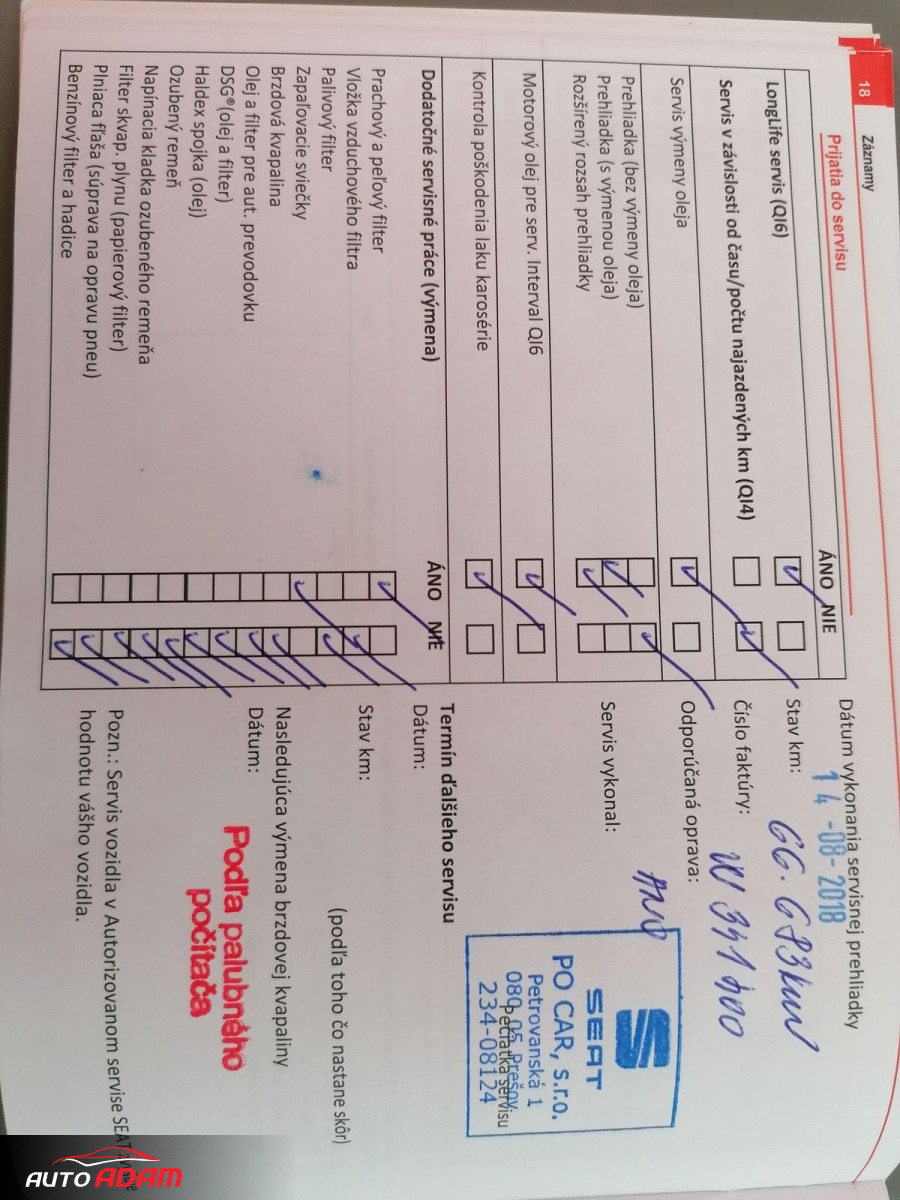 18
Záznamy
Prijatia do servisu
ÁNO NIE
LongLife servis (QI6)
Servis v závislosti od času/počtu najazdených km (QI4)
Servis výmeny oleja
Prehliadka (bez výmeny oleja)
Prehliadka (s výmenou oleja)
Rozšírený rozsah prehliadky
Motorový olej pre serv. Interval QI6
Kontrola poškodenia laku karosérie
Dodatočné servisné práce (výmena) ÁNO NIE
Prachový a peľový filter
Vložka vzduchového filtra
Palivový filter
Zapaľovacie sviečky
Brzdová kvapalina
Olej a filter pre aut. prevodovku
DSG®(olej a filter)
Haldex spojka (olej)
Ozubený remeň
Napínacia kladka ozubeného remeňa
Filter skvap. plynu (papierový filter)
Plniaca fľaša (súprava na opravu pneu)
Benzínový filter a hadice
Dátum vykonania servisnej prehliadky
14 -08- 2018
Stav km:
Číslo faktúry:
Odporúčaná oprava:
Servis vykonal:
SEAT
PO CAR, s.r.o.
Petrovanská 1
080 05 Prešov
Pečiatka servisu
234-08124
Termín ďalšieho servisu
Dátum:
Stav km: (podľa toho čo nastane skôr)
Nasledujúca výmena brzdovej kvapaliny
Dátum:
Podľa palubného
počítača
Pozn.: Servis vozidla v Autorizovanom servise SEAT
hodnotu vášho vozidla.
AUTO ADAM